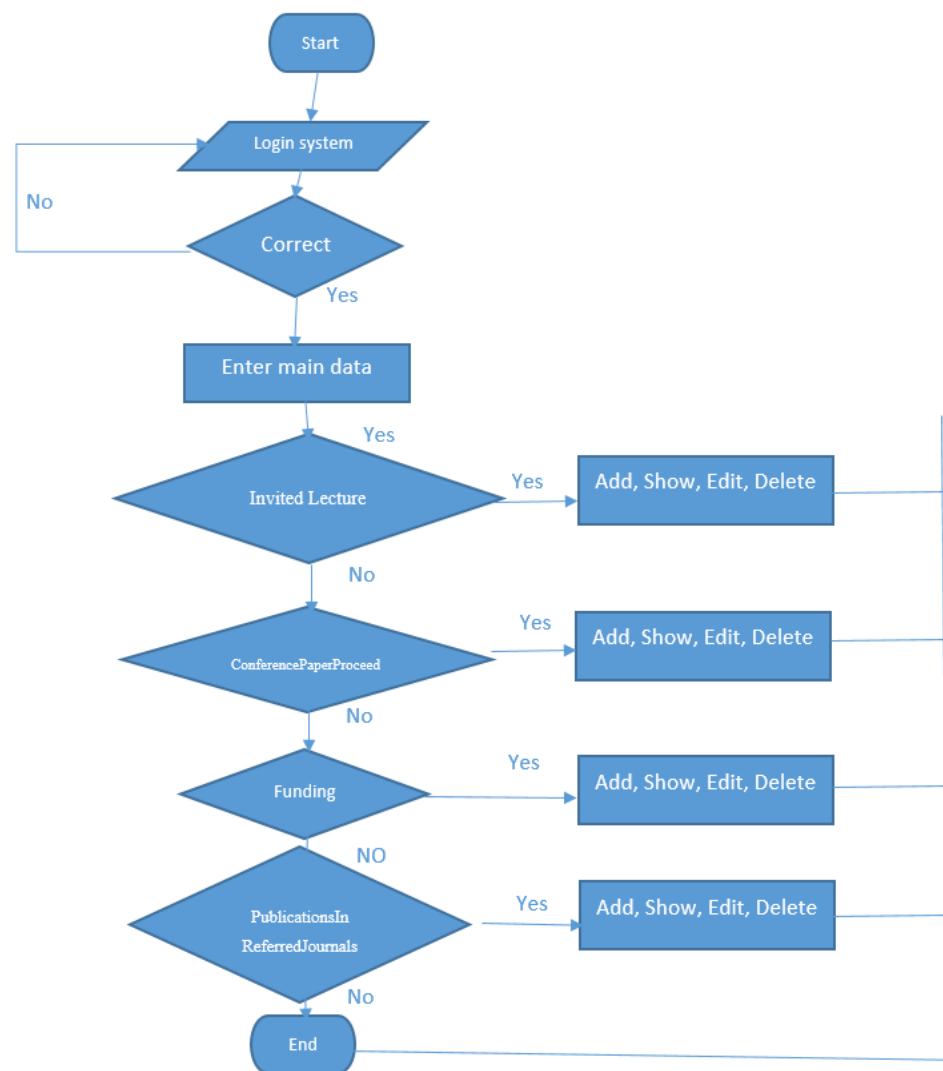 Start
Login system
No
Correct
Yes
Enter main data
Yes
Invited Lecture
Yes
Add, Show, Edit, Delete
No
ConferencePaperProceed
Yes
Add, Show, Edit, Delete
No
Funding
Yes
Add, Show, Edit, Delete
NO
PublicationsIn
ReferredJournals
Yes
Add, Show, Edit, Delete
No
End